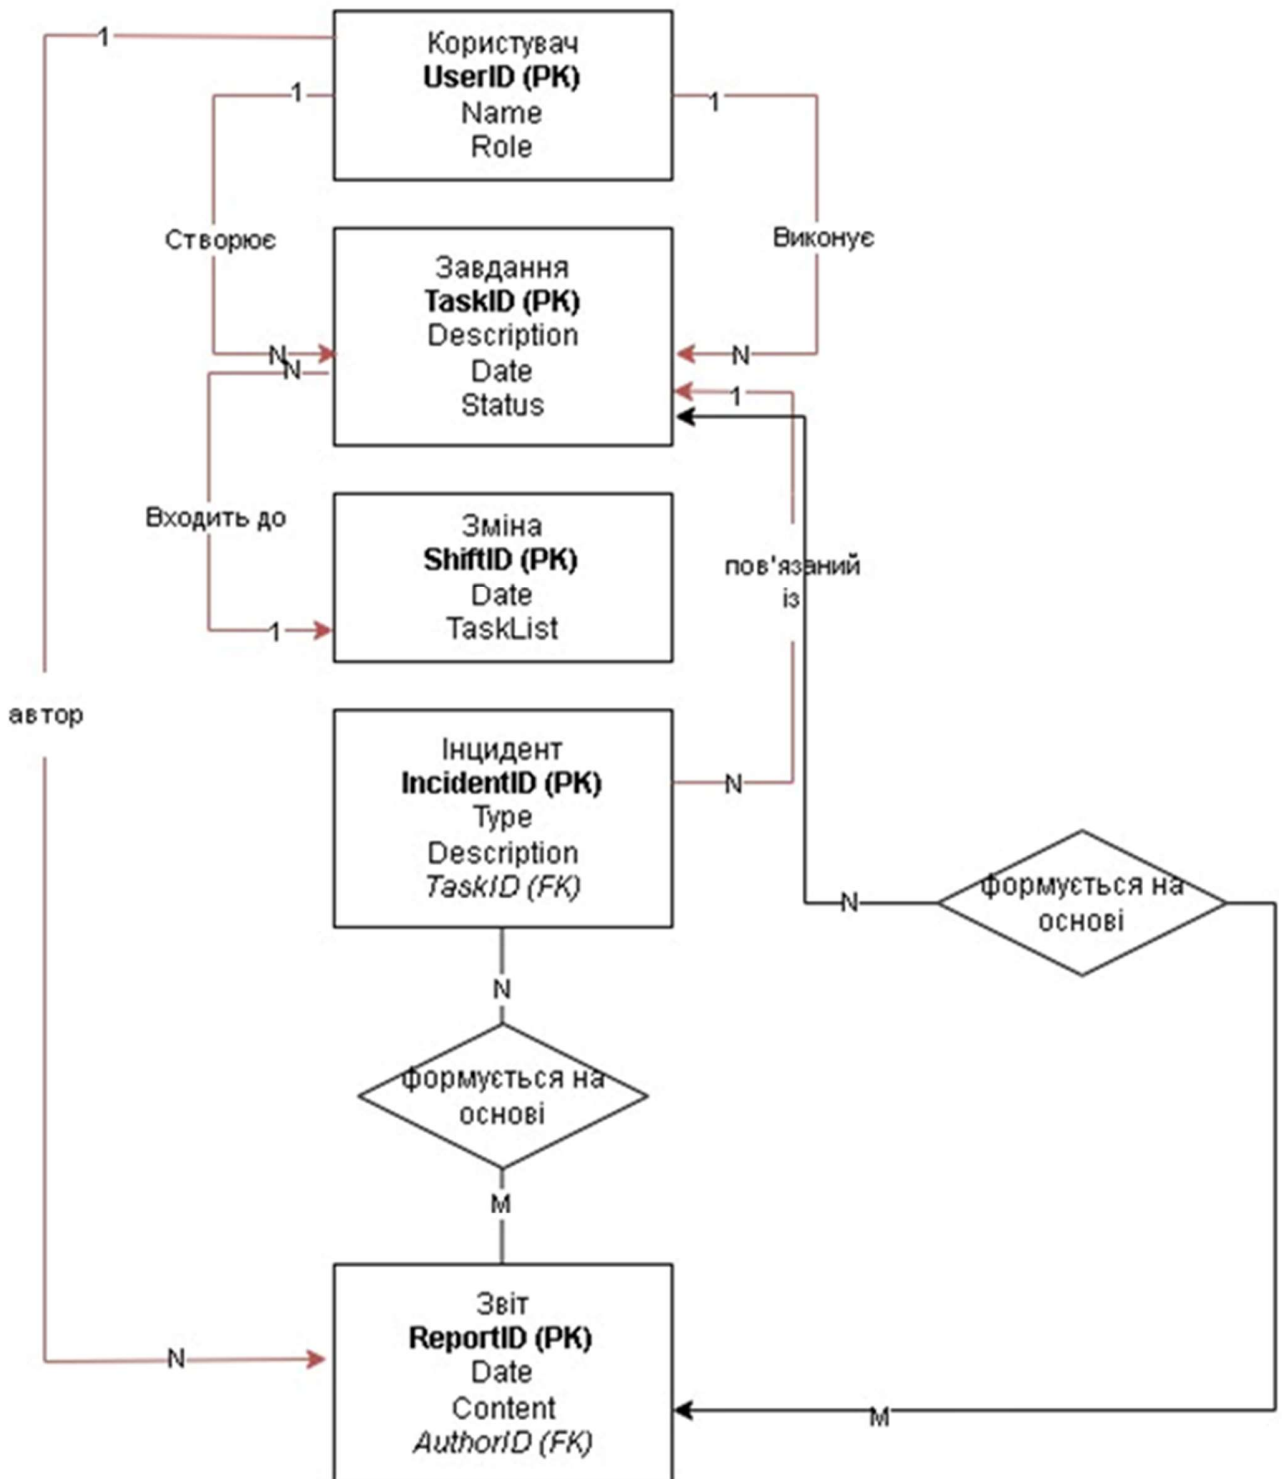 1
Користувач
UserID (PK)
Name
Role
1
1
Створює
Виконує
Завдання
TaskID (PK)
Description
Date
Status
N
N
N
1
Входить до
Зміна
ShiftID (PK)
Date
TaskList
1
пов'язаний
із
автор
Інцидент
IncidentID (PK)
Type
Description
TaskID (FK)
N
формується на
основі
N
N
формується на
основі
M
Звіт
ReportID (PK)
Date
Content
AuthorID (FK)
N
M